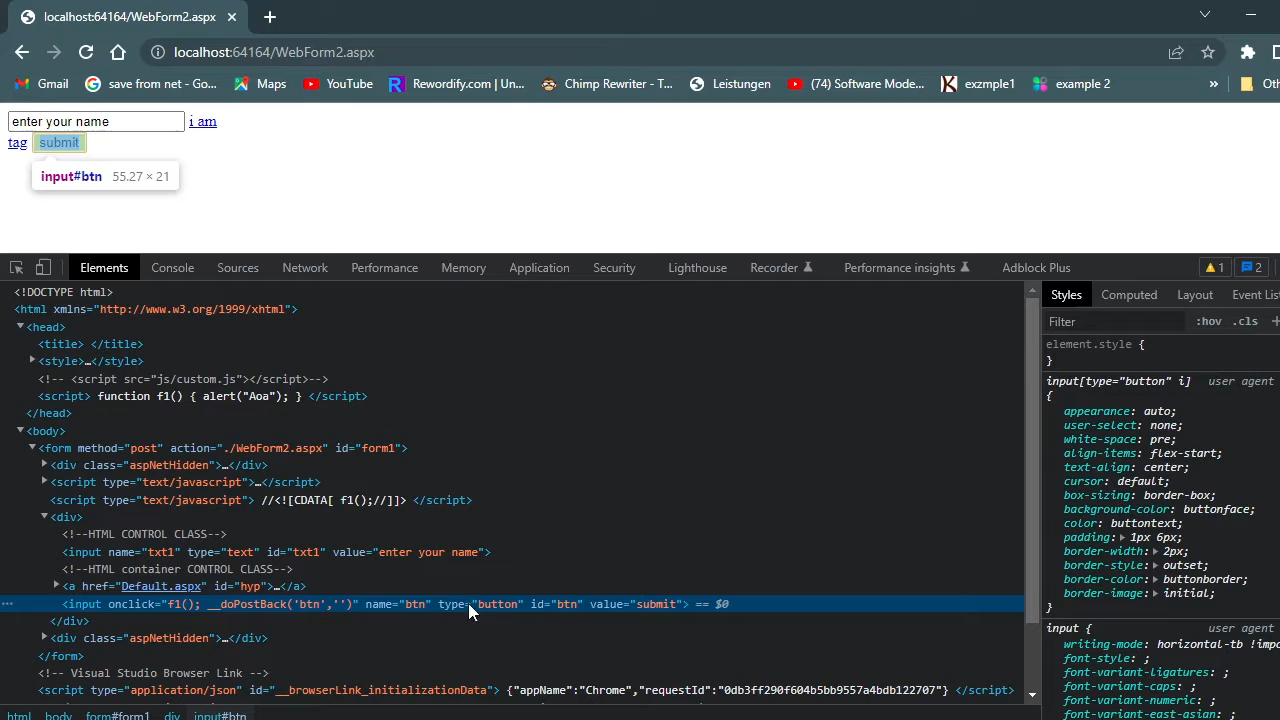 localhost:64164/WebForm2.aspx
localhost:64164/WebForm2.aspx
Gmail save from net - Go... Maps YouTube Rewordify.com | Un... Chimp Rewriter - T... Leistungen (74) Software Mode... exzmple1 example 2 » Oth
enter your name i am
tag submit
input#btn 55.27 × 21
Elements Console Sources Network Performance Memory Application Security Lighthouse Recorder Performance insights Adblock Plus 1 2
<!DOCTYPE html>
<html xmlns="http://www.w3.org/1999/xhtml">
<head>
<title> </title>
<style>…</style>
<!-- <script src="js/custom.js"></script>-->
<script> function f1() { alert("Aoa"); } </script>
</head>
<body>
<form method="post" action="./WebForm2.aspx" id="form1">
<div class="aspNetHidden">…</div>
<script type="text/javascript">…</script>
<script type="text/javascript"> //<![CDATA[ f1();//]]> </script>
<div>
<!--HTML CONTROL CLASS-->
<input name="txt1" type="text" id="txt1" value="enter your name">
<!--HTML container CONTROL CLASS-->
<a href="Default.aspx" id="hyp">…</a>
<input onclick="f1(); __doPostBack('btn','')" name="btn" type="button" id="btn" value="submit"> == $0
</div>
<div class="aspNetHidden">…</div>
</form>
<!-- Visual Studio Browser Link -->
<script type="application/json" id="__browserLink_initializationData"> {"appName":"Chrome","requestId":"0db3ff290f604b5bb9557a4bdb122707"} </script>
html body form#form1 div input#btn
Styles Computed Layout Event Lis
Filter :hov .cls +
element.style {
}
input[type="button" i] user agent
{
appearance: auto;
user-select: none;
white-space: pre;
align-items: flex-start;
text-align: center;
cursor: default;
box-sizing: border-box;
background-color: buttonface;
color: buttontext;
padding: 1px 6px;
border-width: 2px;
border-style: outset;
border-color: buttonborder;
border-image: initial;
}
input { user agent
writing-mode: horizontal-tb !impo
font-style: ;
font-variant-ligatures: ;
font-variant-caps: ;
font-variant-numeric: ;
font-variant-east-asian: ;